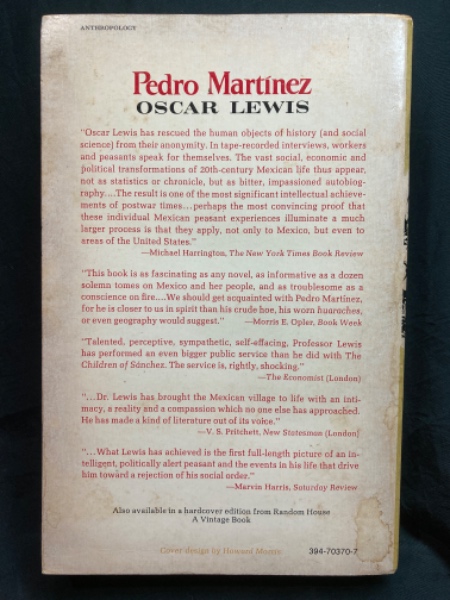 ANTHROPOLOGY
Pedro Martínez
OSCAR LEWIS
"Oscar Lewis has rescued the human objects of history (and social
science) from their anonymity. In tape-recorded interviews, workers
and peasants speak for themselves. The vast social, economic and
political transformations of 20th-century Mexican life thus appear,
not as statistics or chronicle, but as bitter, impassioned autobiog-
raphy....The result is one of the most significant intellectual achieve-
ments of postwar times...perhaps the most convincing proof that
these individual Mexican peasant experiences illuminate a much
larger process is that they apply, not only to Mexico, but even to
areas of the United States."
—Michael Harrington, The New York Times Book Review
"This book is as fascinating as any novel, as informative as a dozen
solemn tomes on Mexico and her people, and as troublesome as a
conscience on fire....We should get acquainted with Pedro Martínez,
for he is closer to us in spirit than his crude hoe, his worn huaraches,
or even geography would suggest." —Morris E. Opler, Book Week
"Talented, perceptive, sympathetic, self-effacing, Professor Lewis
has performed an even bigger public service than he did with The
Children of Sánchez. The service is, rightly, shocking."
—The Economist (London)
"...Dr. Lewis has brought the Mexican village to life with an inti-
macy, a reality and a compassion which no one else has approached.
He has made a kind of literature out of its voice."
—V. S. Pritchett, New Statesman (London)
"...What Lewis has achieved is the first full-length picture of an in-
telligent, politically alert peasant and the events in his life that drive
him toward a rejection of his social order."
—Marvin Harris, Saturday Review
Also available in a hardcover edition from Random House
A Vintage Book
Cover design by Howard
394-70370-7